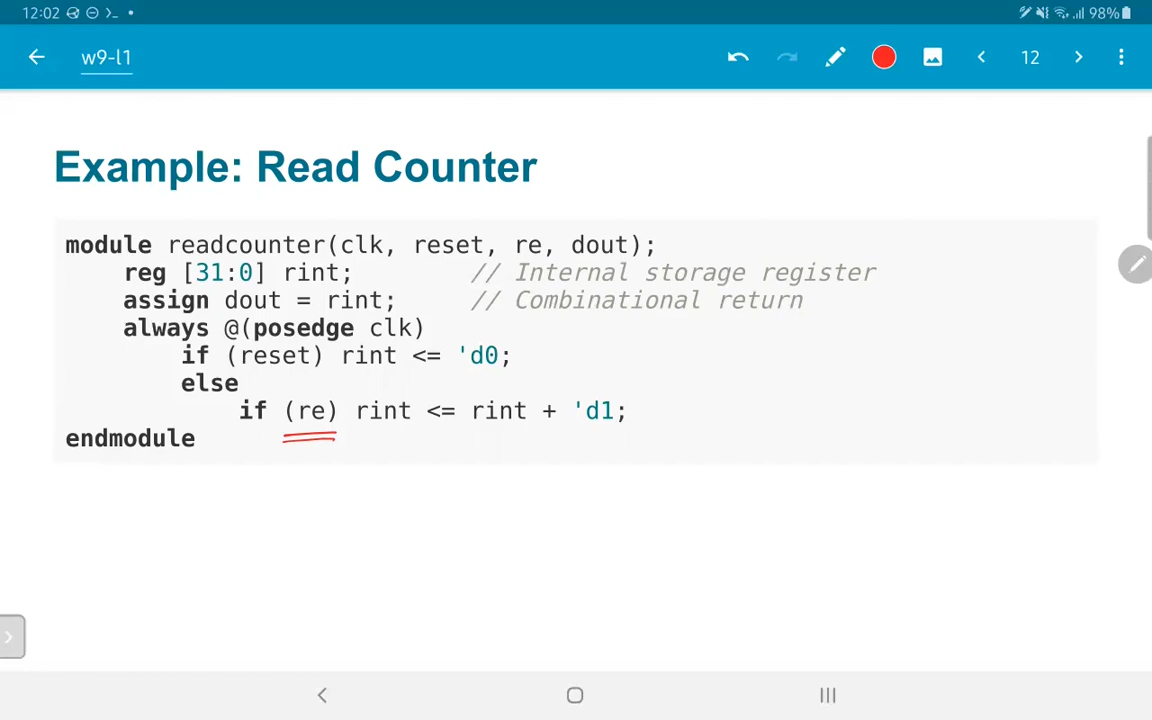 12:02 98%
w9-l1 12
Example: Read Counter
module readcounter(clk, reset, re, dout);
reg [31:0] rint; // Internal storage register
assign dout = rint; // Combinational return
always @(posedge clk)
if (reset) rint <= 'd0;
else
if (re) rint <= rint + 'd1;
endmodule